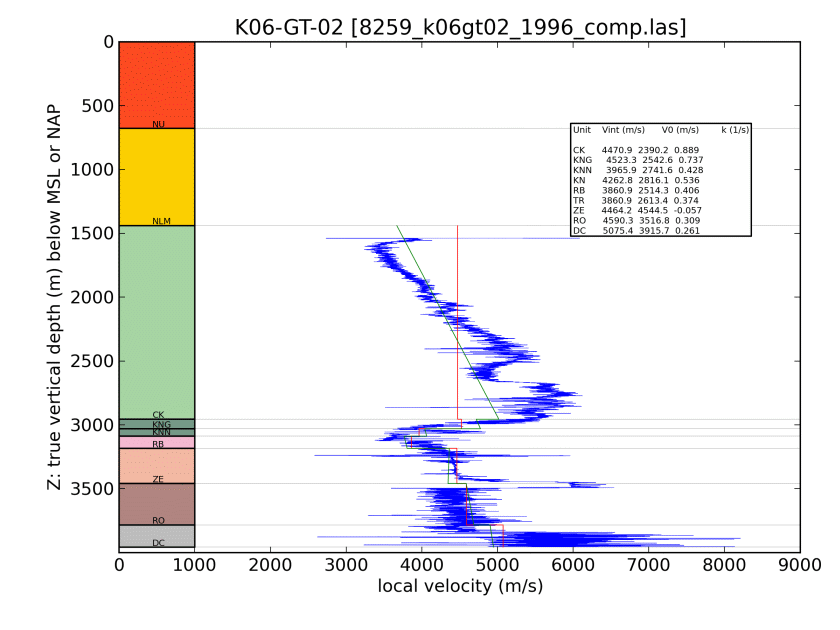 K06-GT-02 [8259_k06gt02_1996_comp.las]
0
500
1000
1500
2000
2500
3000
3500
Z: true vertical depth (m) below MSL or NAP
NU
NLM
CK
KNG
KNN
RB
ZE
RO
DC
Unit Vint (m/s) V0 (m/s) k (1/s)
CK 4470.9 2390.2 0.889
KNG 4523.3 2542.6 0.737
KNN 3965.9 2741.6 0.428
KN 4262.8 2816.1 0.536
RB 3860.9 2514.3 0.406
TR 3860.9 2613.4 0.374
ZE 4464.2 4544.5 -0.057
RO 4590.3 3516.8 0.309
DC 5075.4 3915.7 0.261
0 1000 2000 3000 4000 5000 6000 7000 8000 9000
local velocity (m/s)